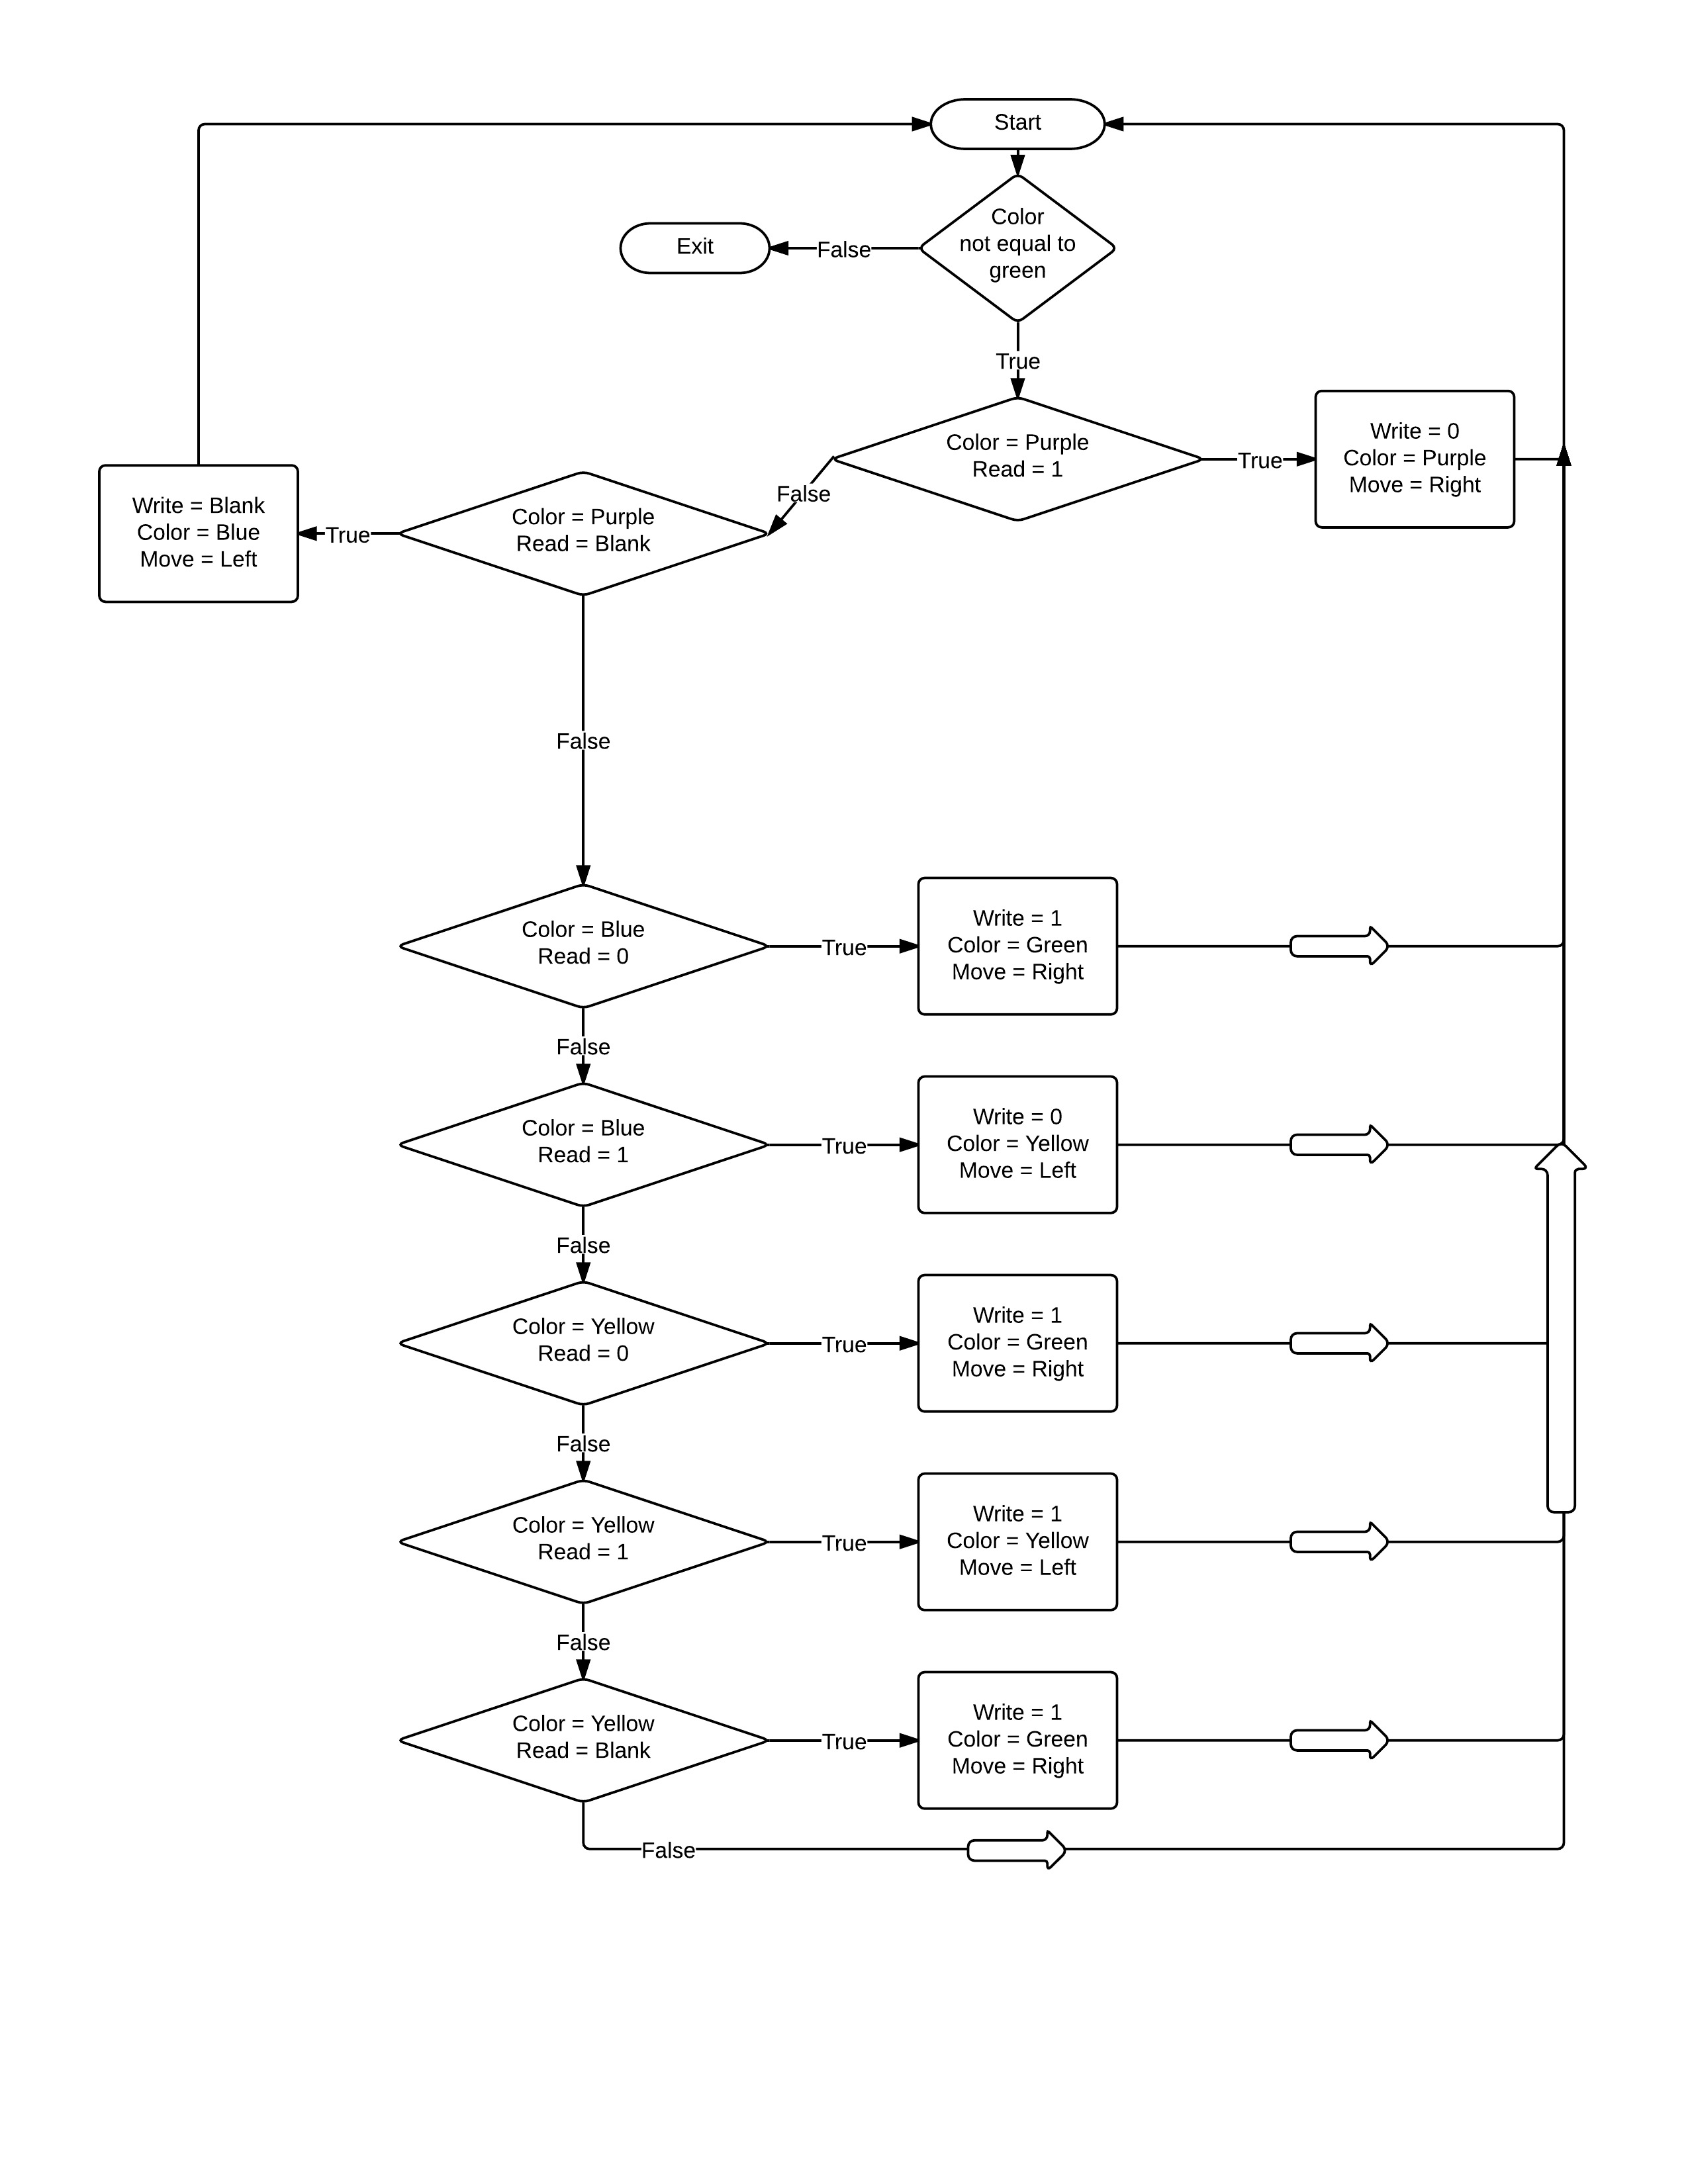 Start
Color
not equal to
green
False
Exit
True
Color = Purple
Read = 1
True
Write = 0
Color = Purple
Move = Right
False
Color = Purple
Read = Blank
True
Write = Blank
Color = Blue
Move = Left
False
Color = Blue
Read = 0
True
Write = 1
Color = Green
Move = Right
False
Color = Blue
Read = 1
True
Write = 0
Color = Yellow
Move = Left
False
Color = Yellow
Read = 0
True
Write = 1
Color = Green
Move = Right
False
Color = Yellow
Read = 1
True
Write = 1
Color = Yellow
Move = Left
False
Color = Yellow
Read = Blank
True
Write = 1
Color = Green
Move = Right
False